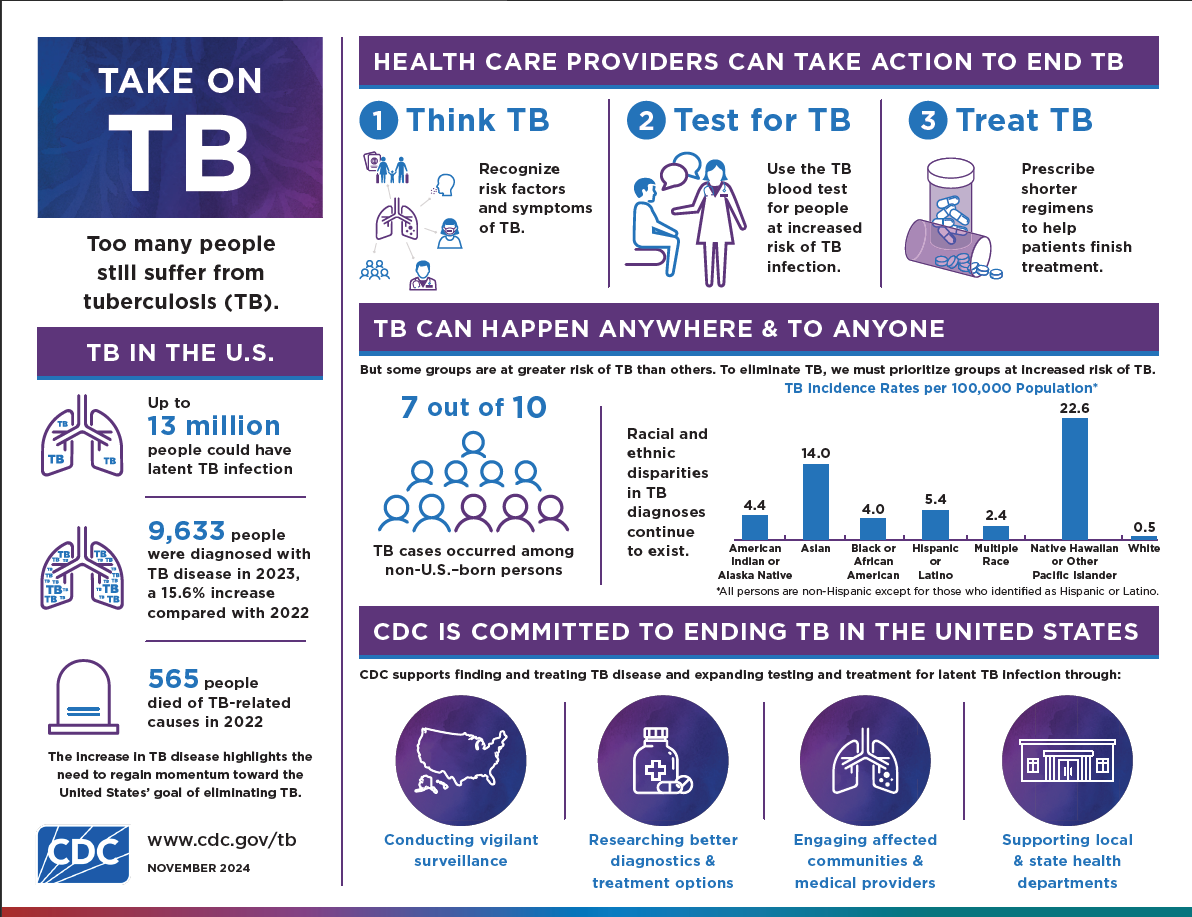 TAKE ON
TB
Too many people
still suffer from
tuberculosis (TB).
TB IN THE U.S.
TB
TB
TB
Up to
13 million
people could have
latent TB infection
9,633 people
were diagnosed with
TB disease in 2023,
a 15.6% increase
compared with 2022
565 people
died of TB-related
causes in 2022
The increase in TB disease highlights the
need to regain momentum toward the
United States’ goal of eliminating TB.
CDC
www.cdc.gov/tb
NOVEMBER 2024
HEALTH CARE PROVIDERS CAN TAKE ACTION TO END TB
1 Think TB
Recognize
risk factors
and symptoms
of TB.
2 Test for TB
Use the TB
blood test
for people
at increased
risk of TB
infection.
3 Treat TB
Prescribe
shorter
regimens
to help
patients finish
treatment.
TB CAN HAPPEN ANYWHERE & TO ANYONE
But some groups are at greater risk of TB than others. To eliminate TB, we must prioritize groups at increased risk of TB.
7 out of 10
TB cases occurred among
non-U.S.–born persons
Racial and
ethnic
disparities
in TB
diagnoses
continue
to exist.
TB Incidence Rates per 100,000 Population*
4.4
14.0
4.0
5.4
2.4
22.6
0.5
American
Indian or
Alaska Native
Asian
Black or
African
American
Hispanic
or
Latino
Multiple
Race
Native Hawaiian
or Other
Pacific Islander
White
*All persons are non-Hispanic except for those who identified as Hispanic or Latino.
CDC IS COMMITTED TO ENDING TB IN THE UNITED STATES
CDC supports finding and treating TB disease and expanding testing and treatment for latent TB infection through:
Conducting vigilant
surveillance
Researching better
diagnostics &
treatment options
Engaging affected
communities &
medical providers
Supporting local
& state health
departments